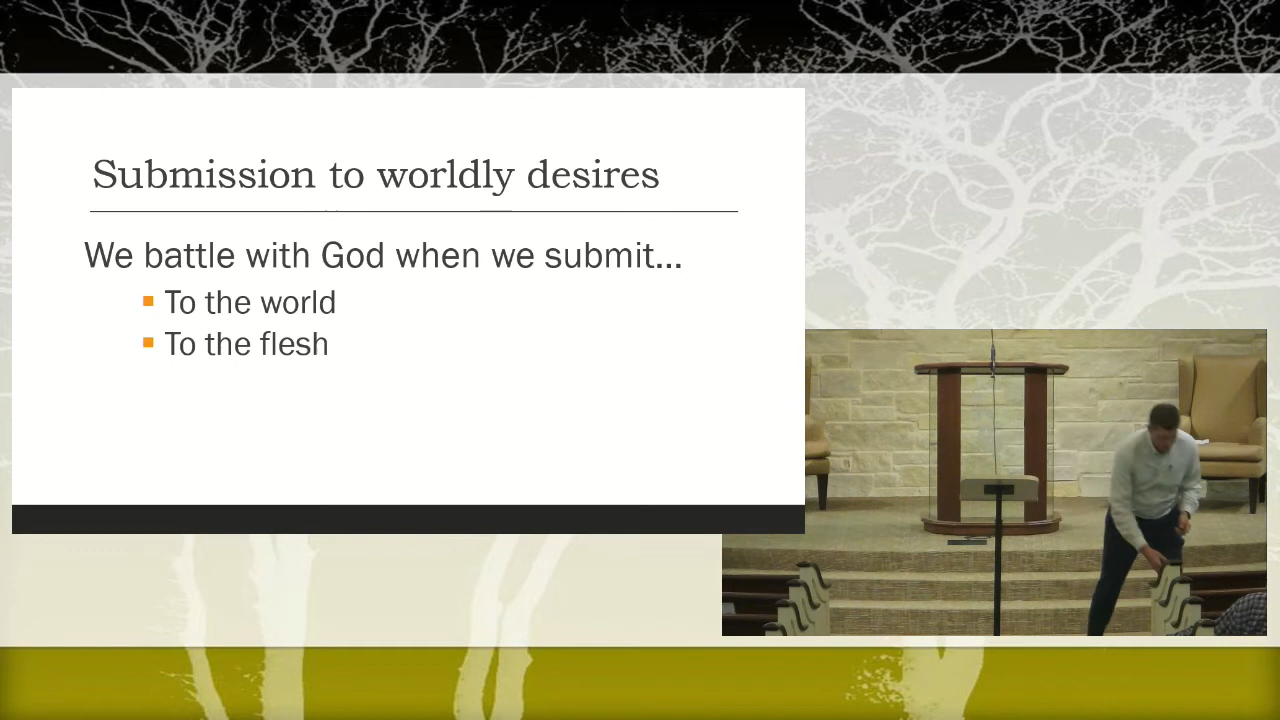 Submission to worldly desires
We battle with God when we submit...
To the world
To the flesh